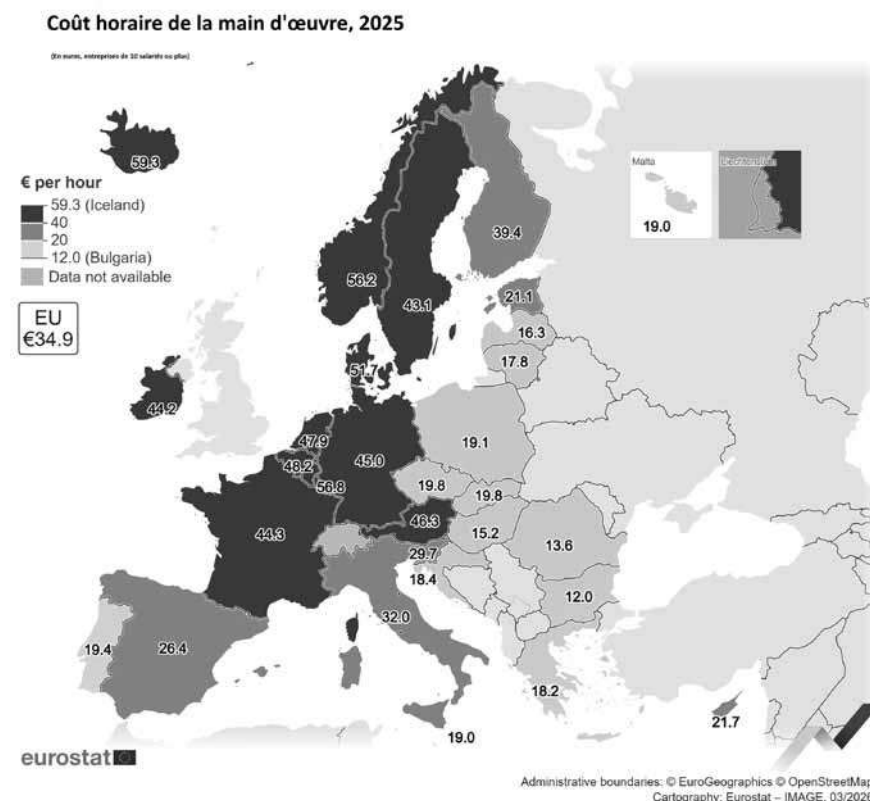 Coût horaire de la main d'œuvre, 2025
(En euros, entreprises de 10 salariés ou plus)
59.3
€ per hour
59.3 (Iceland)
40
20
12.0 (Bulgaria)
Data not available
EU
€34.9
Malta
19.0
Liechtenstein
39.4
56.2
43.1
21.1
16.3
17.8
51.7
44.2
47.9
48.2
56.8
45.0
19.1
19.8
19.8
46.3
15.2
44.3
29.7
18.4
13.6
12.0
32.0
19.4
26.4
18.2
21.7
19.0
eurostat
Administrative boundaries: © EuroGeographics © OpenStreetMap
Cartography: Eurostat – IMAGE, 03/2026